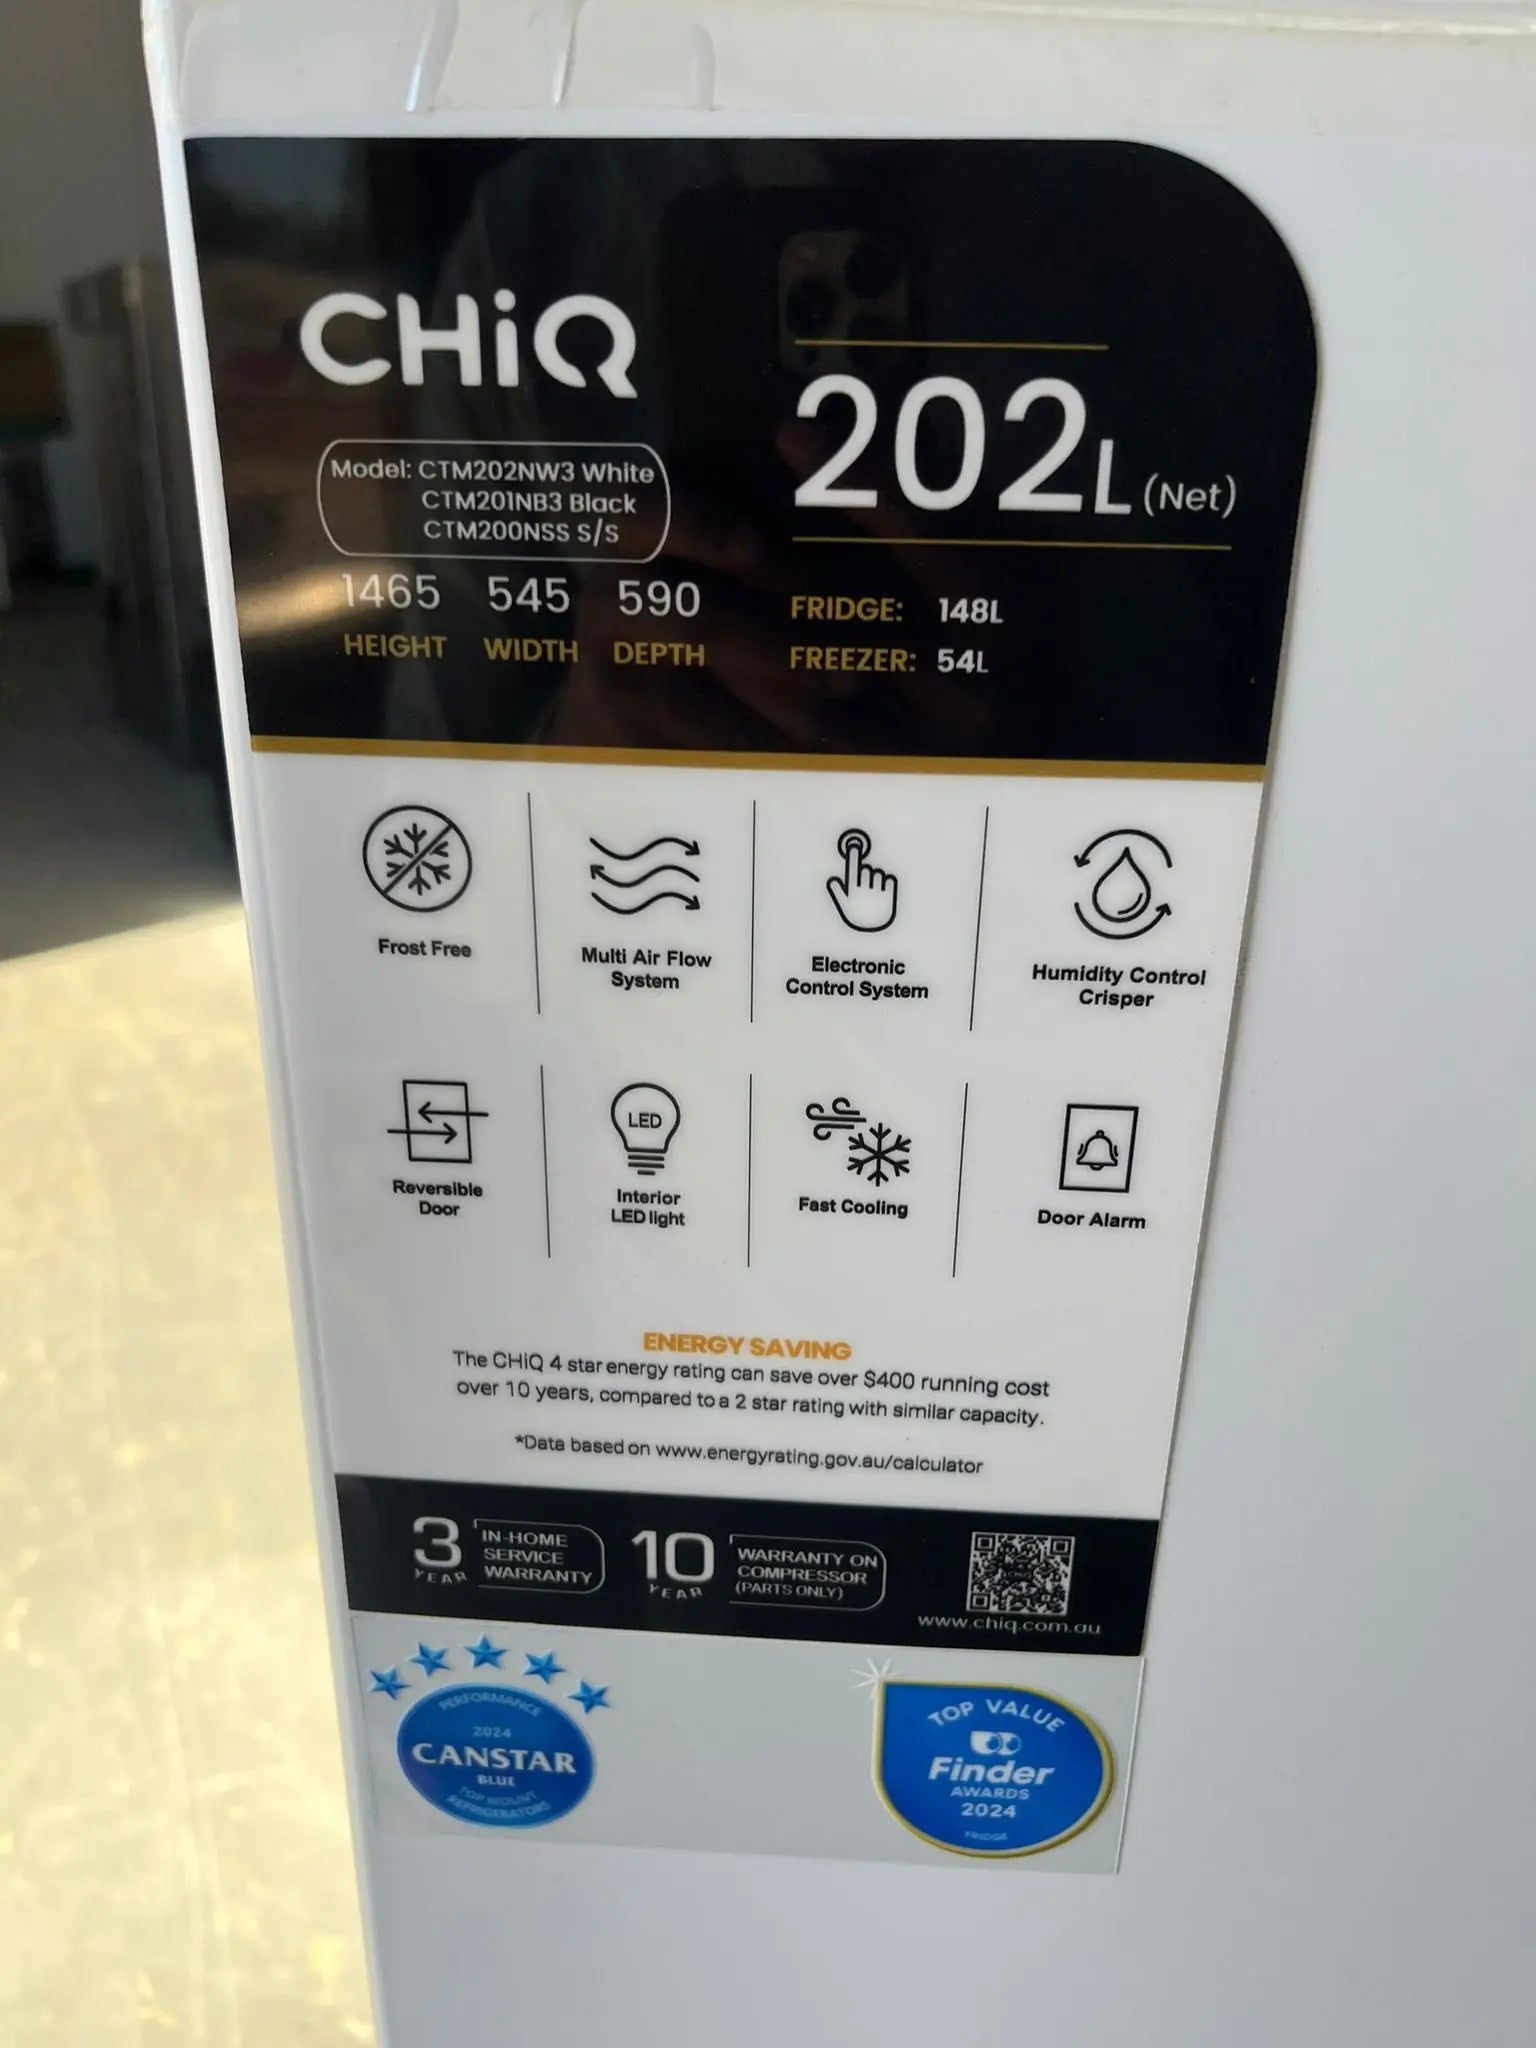 CHiQ
Model: CTM202NW3 White
CTM201NB3 Black
CTM200NSS S/S
1465 545 590
HEIGHT WIDTH DEPTH
202L (Net)
FRIDGE: 148L
FREEZER: 54L
Frost Free
Multi Air Flow
System
Electronic
Control System
Humidity Control
Crisper
Reversible
Door
LED
Interior
LED light
Fast Cooling
Door Alarm
ENERGY SAVING
The CHiQ 4 star energy rating can save over $400 running cost
over 10 years, compared to a 2 star rating with similar capacity.
*Data based on www.energyrating.gov.au/calculator
3 YEAR
IN-HOME
SERVICE
WARRANTY
10 YEAR
WARRANTY ON
COMPRESSOR
(PARTS ONLY)
www.chiq.com.au
PERFORMANCE
2024
CANSTAR
BLUE
TOP MOUNT
REFRIGERATORS
TOP VALUE
Finder
AWARDS
2024
FRIDGE